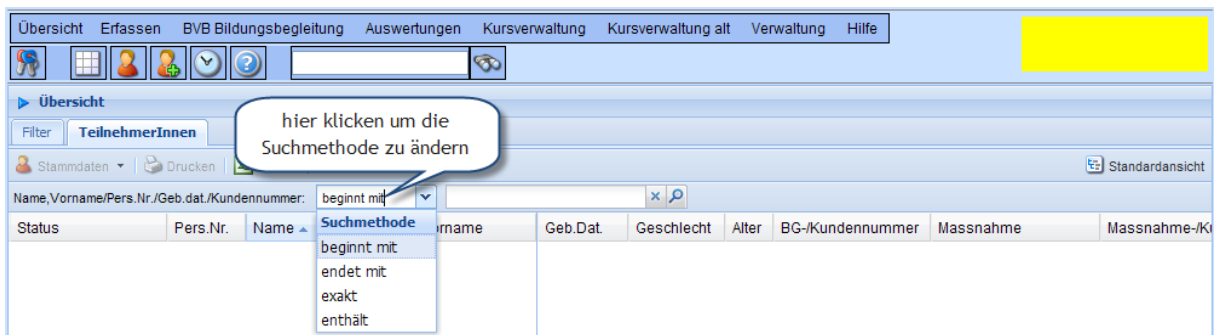 Übersicht Erfassen BVB Bildungsbegleitung Auswertungen Kursverwaltung Kursverwaltung alt Verwaltung Hilfe
Übersicht
hier klicken um die
Suchmethode zu ändern
Filter TeilnehmerInnen
Stammdaten Drucken Standardansicht
Name,Vorname/Pers.Nr./Geb.dat./Kundennummer: beginnt mit
Status Pers.Nr. Name Geb.Dat. Geschlecht Alter BG-/Kundennummer Massnahme
Suchmethode
beginnt mit
endet mit
exakt
enthält